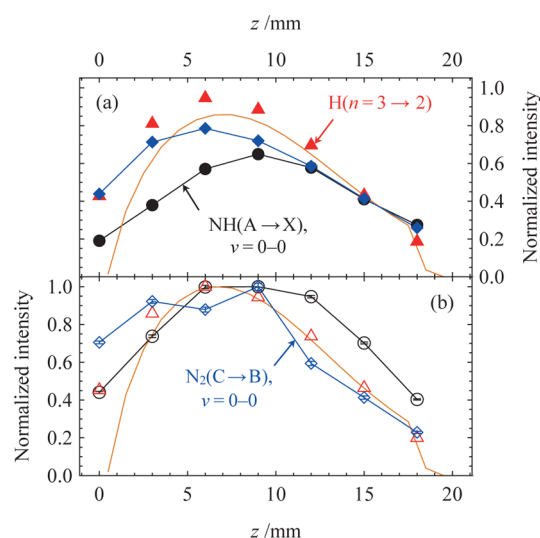 z /mm
0 5 10 15 20
(a)
H(n = 3 → 2)
1.0
0.8
0.6
0.4
0.2
0.0
Normalized intensity
NH(A → X),
v = 0–0
(b)
N₂(C → B),
v = 0–0
1.0
0.8
0.6
0.4
0.2
0.0
Normalized intensity
0 5 10 15 20
z /mm